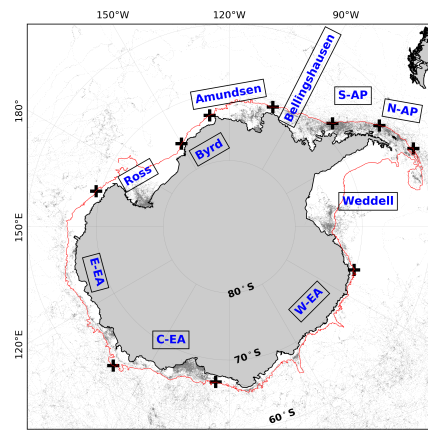 150°W 120°W 90°W
180°
150°E
120°E
Amundsen
Bellingshausen
S-AP
N-AP
Byrd
Ross
Weddell
E-EA
80°S
W-EA
C-EA
70°S
60°S